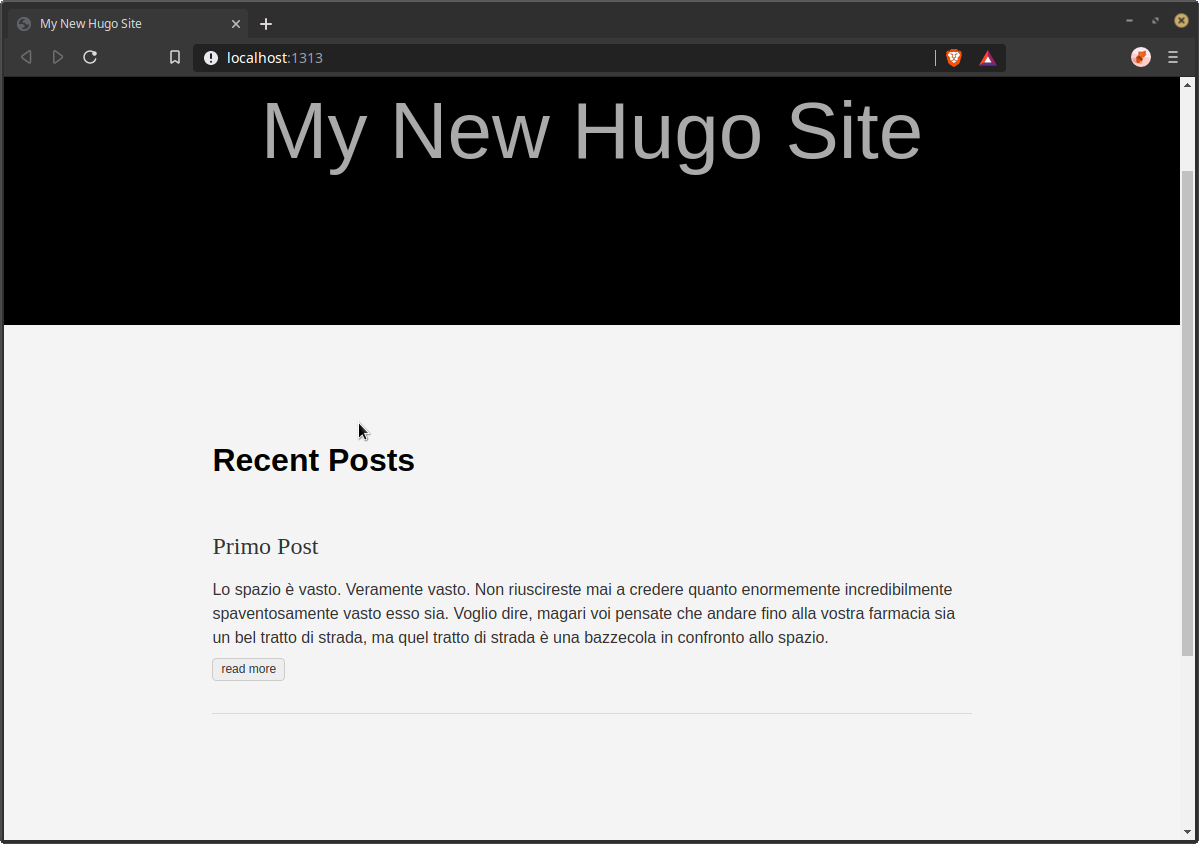 My New Hugo Site
localhost:1313
My New Hugo Site
Recent Posts
Primo Post
Lo spazio è vasto. Veramente vasto. Non riuscireste mai a credere quanto enormemente incredibilmente
spaventosamente vasto esso sia. Voglio dire, magari voi pensate che andare fino alla vostra farmacia sia
un bel tratto di strada, ma quel tratto di strada è una bazzecola in confronto allo spazio.
read more